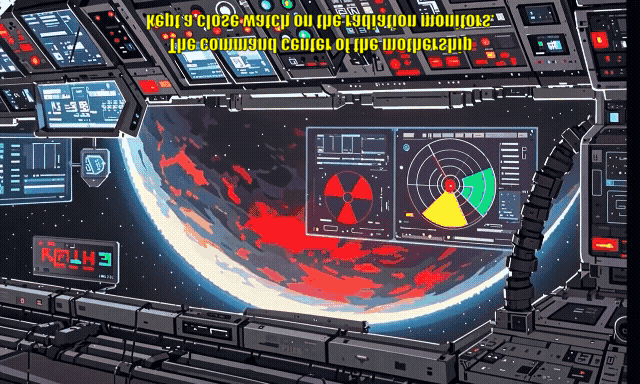 The command center of the mothership
kept a close watch on the radiation monitors.